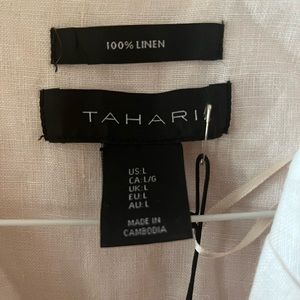 100% LINEN
TAHARI
US:L
CA:L/G
UK:L
EU:L
AU:L
MADE IN
CAMBODIA